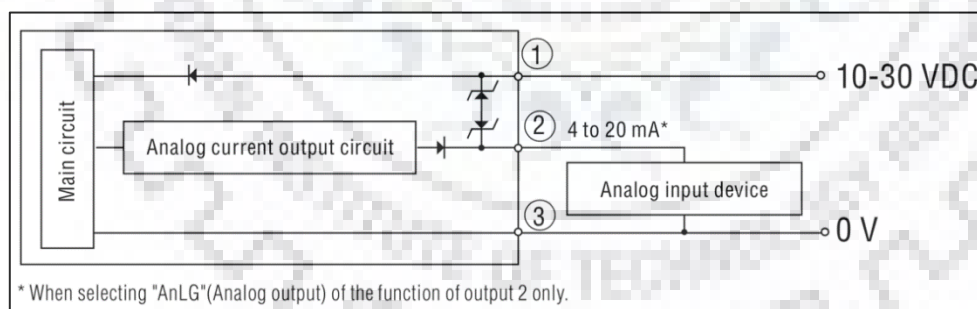 ①
10-30 VDC
Main circuit
Analog current output circuit
②
4 to 20 mA*
Analog input device
③
0 V
* When selecting "AnLG"(Analog output) of the function of output 2 only.